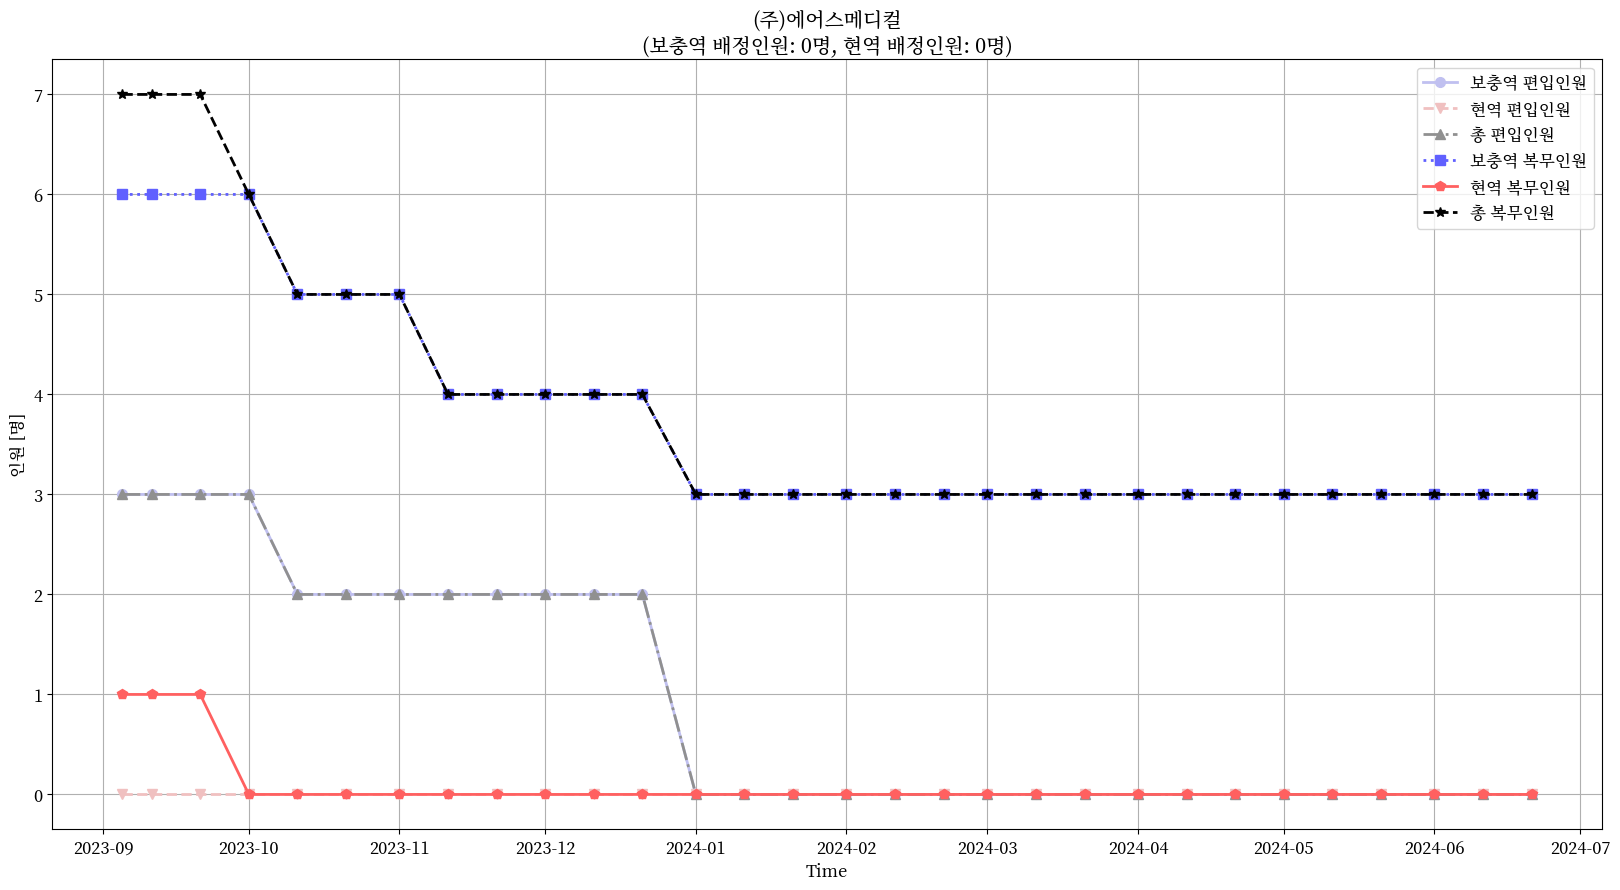 (주)에어스메디컬
(보충역 배정인원: 0명, 현역 배정인원: 0명)
보충역 편입인원
현역 편입인원
총 편입인원
보충역 복무인원
현역 복무인원
총 복무인원
인원 [명]
7
6
5
4
3
2
1
0
2023-09 2023-10 2023-11 2023-12 2024-01 2024-02 2024-03 2024-04 2024-05 2024-06 2024-07
Time